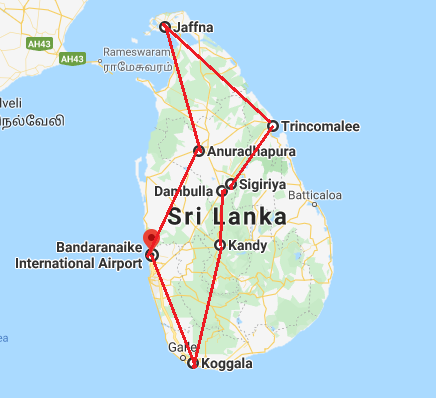 Jaffna
AH43
AH43
Rameswaram
ராமேசுவரம்
lveli
நெல்வேலி
Trincomalee
Anuradhapura
Sigiriya
Dambulla
Batticaloa
Sri Lanka
Bandaranaike
International Airport
Kandy
ea
Galle
Koggala